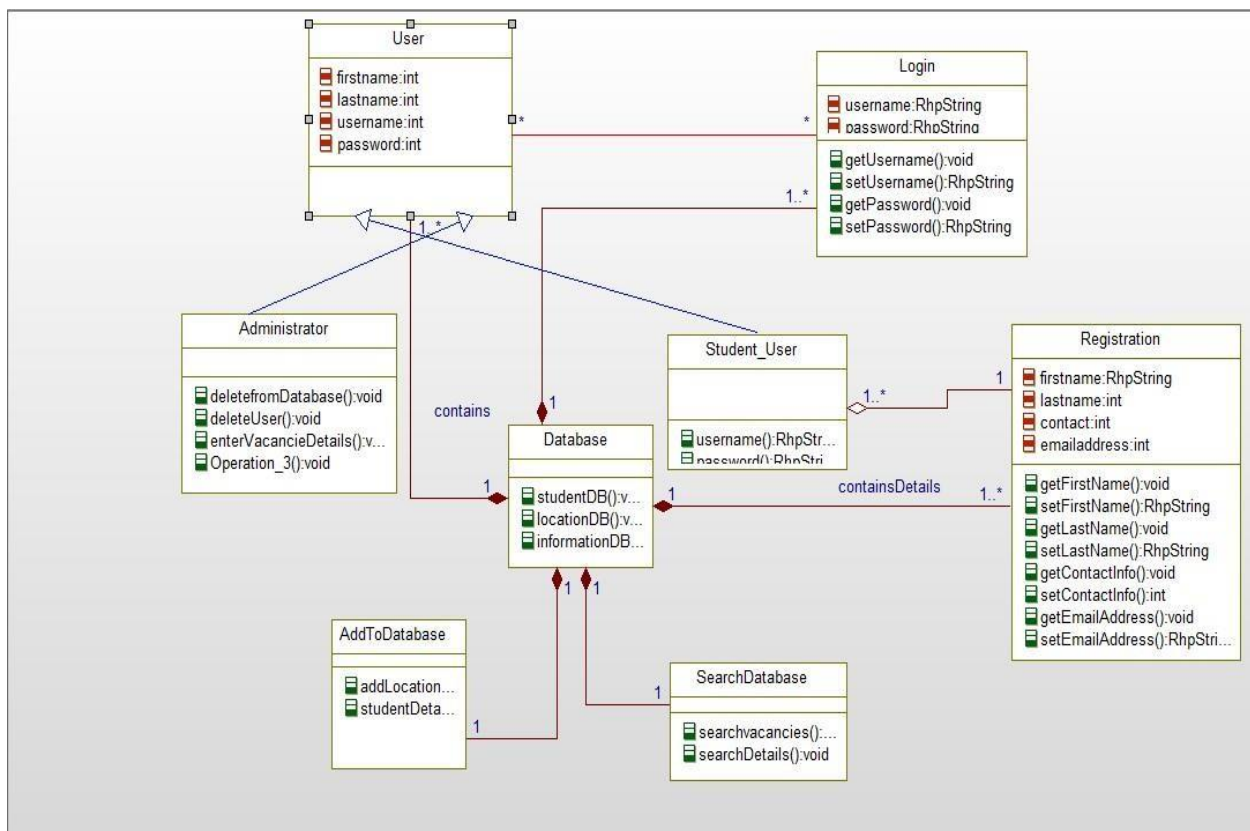 User
firstname:int
lastname:int
username:int
password:int
Login
username:RhpString
password:RhpString
getUsername():void
setUsername():RhpString
getPassword():void
setPassword():RhpString
*
*
1..*
1..*
Administrator
deletefromDatabase():void
deleteUser():void
enterVacancieDetails():v...
Operation_3():void
contains
Student_User
username():RhpStr...
password():RhpStri...
1..*
1
Registration
firstname:RhpString
lastname:int
contact:int
emailaddress:int
getFirstName():void
setFirstName():RhpString
getLastName():void
setLastName():RhpString
getContactInfo():void
setContactInfo():int
getEmailAddress():void
setEmailAddress():RhpStri...
1
Database
studentDB():v...
locationDB():v...
informationDB...
1
1
containsDetails
1..*
1
1
AddToDatabase
addLocation...
studentDeta...
1
SearchDatabase
searchvacancies():...
searchDetails():void
1